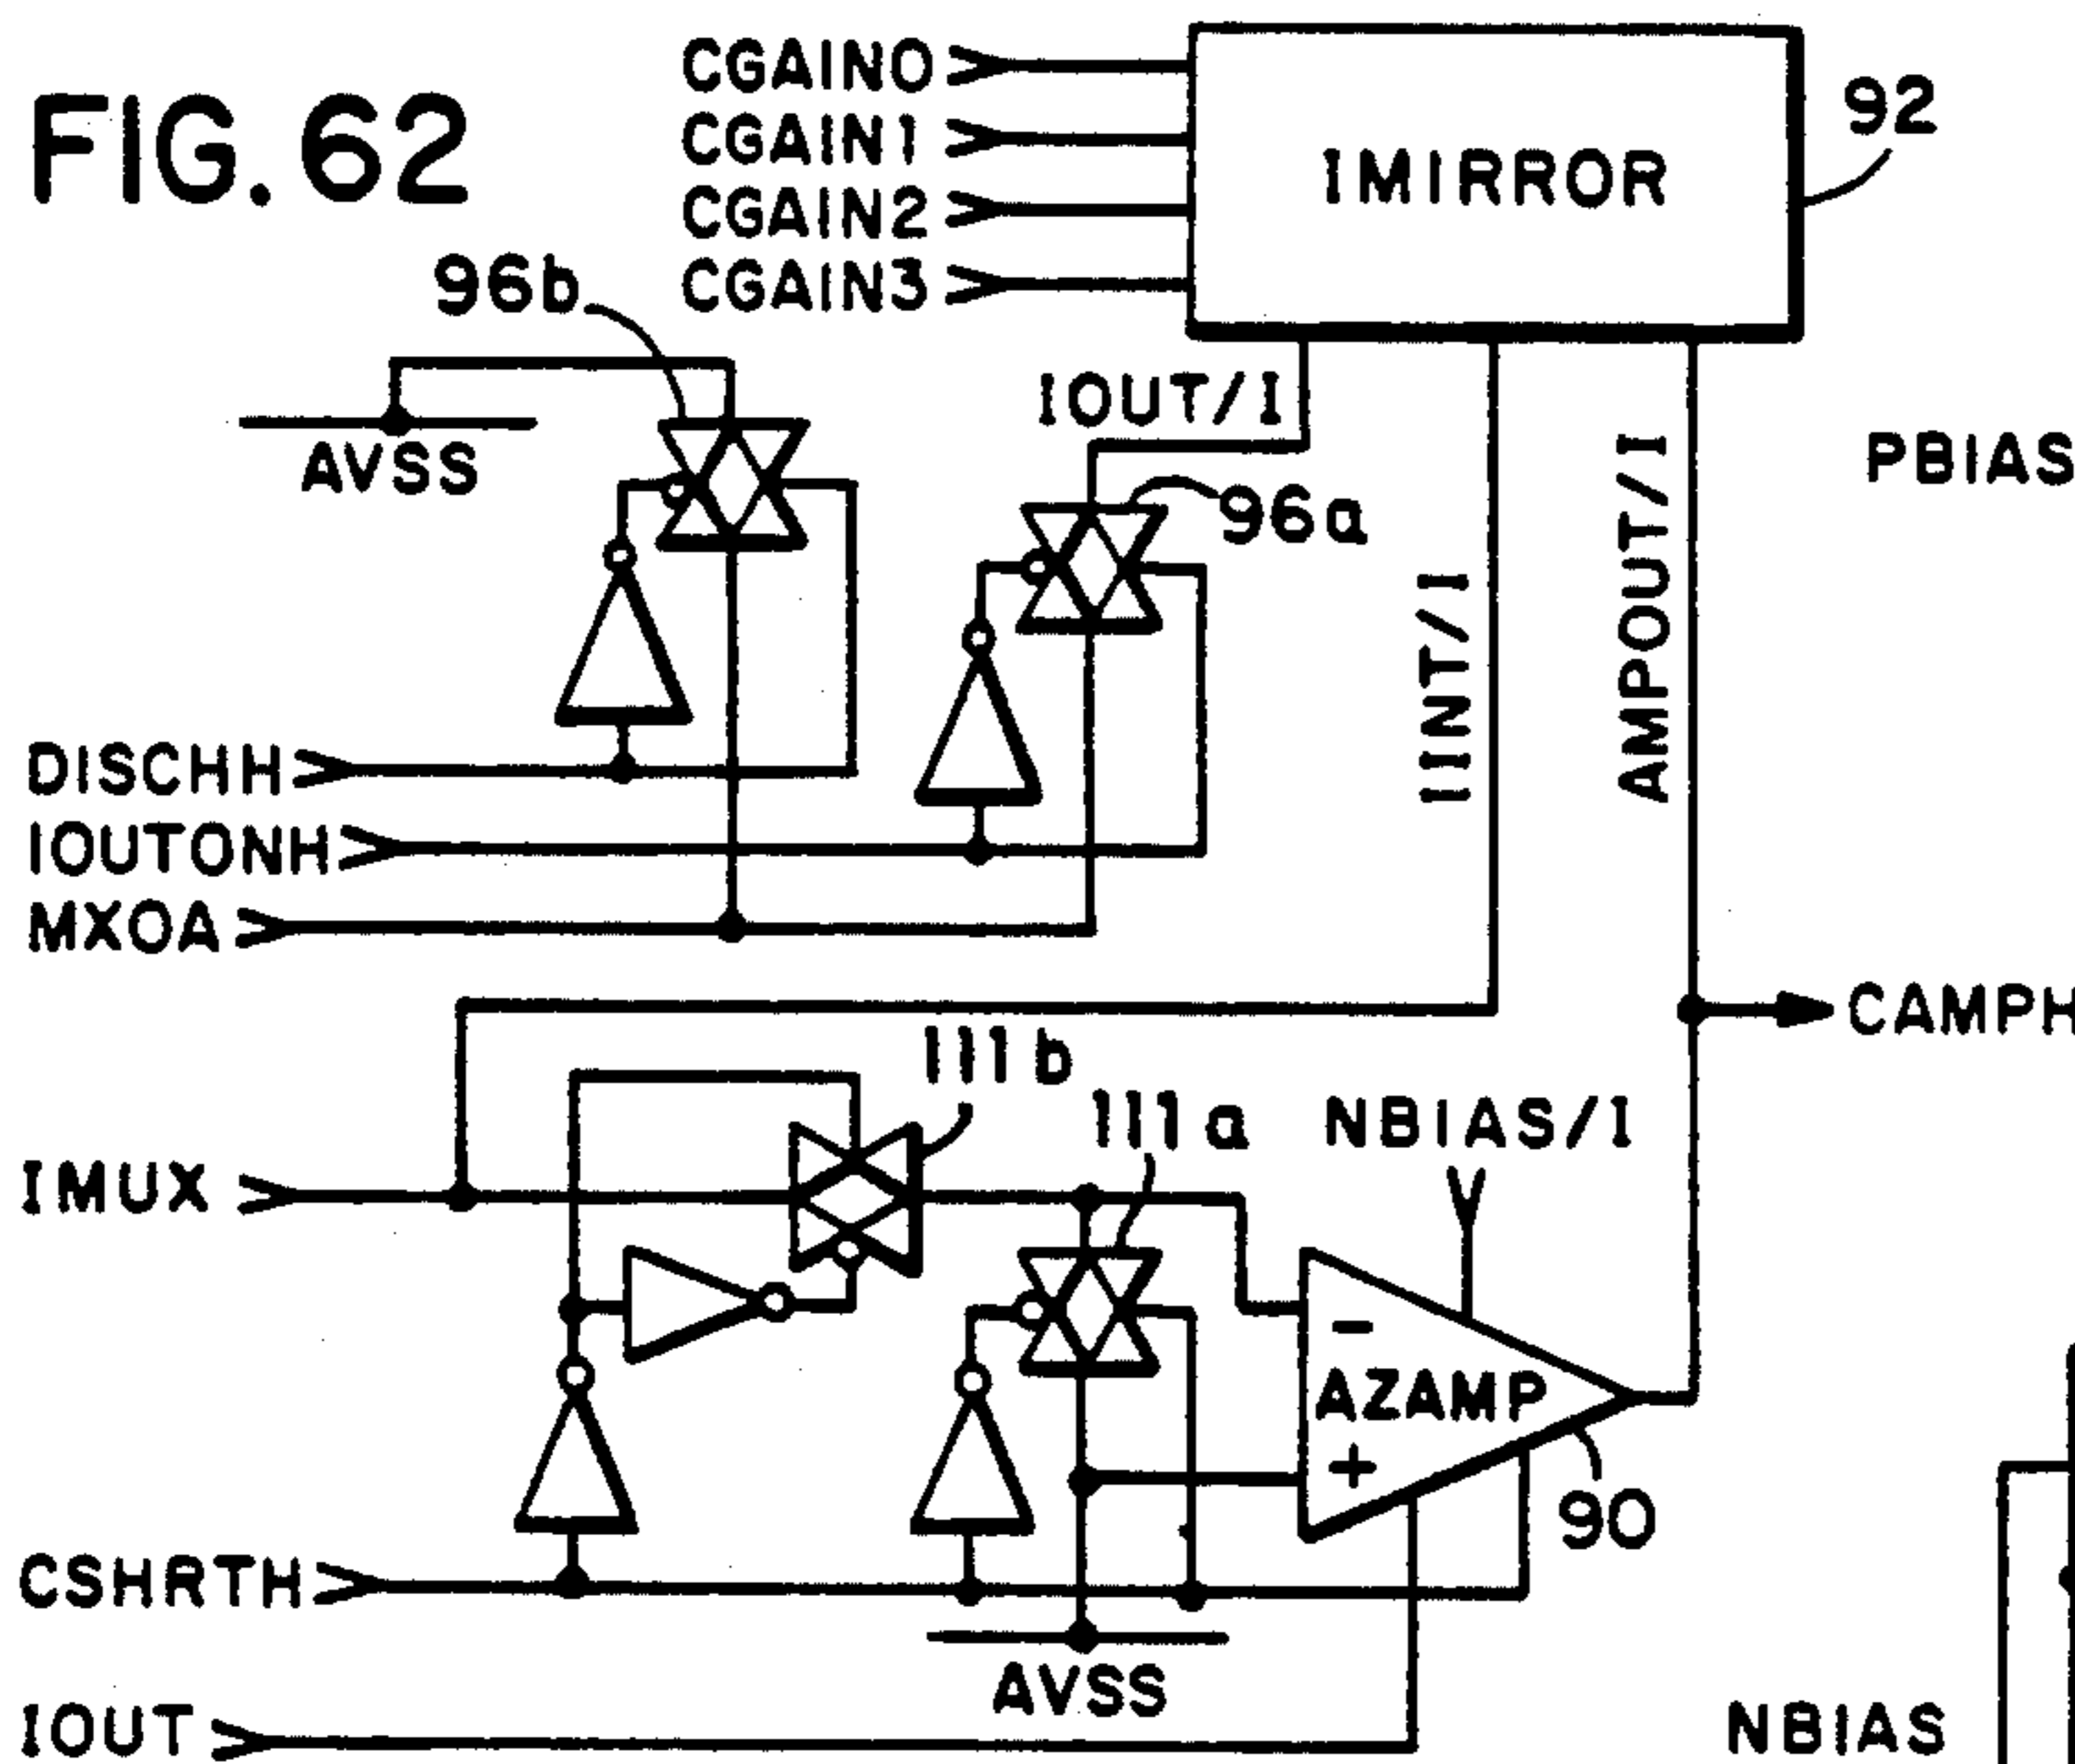 FIG. 62
CGAIN0
CGAIN1
CGAIN2
CGAIN3
IMIRROR
92
96b
AVSS
IOUT/I
96a
IINT/I
AMPOUT/I
PBIAS
DISCHH
IOUTONH
MXOA
CAMPH
111b
111a
NBIAS/I
IMUX
-
AZAMP
+
90
CSHRTH
AVSS
IOUT
NBIAS